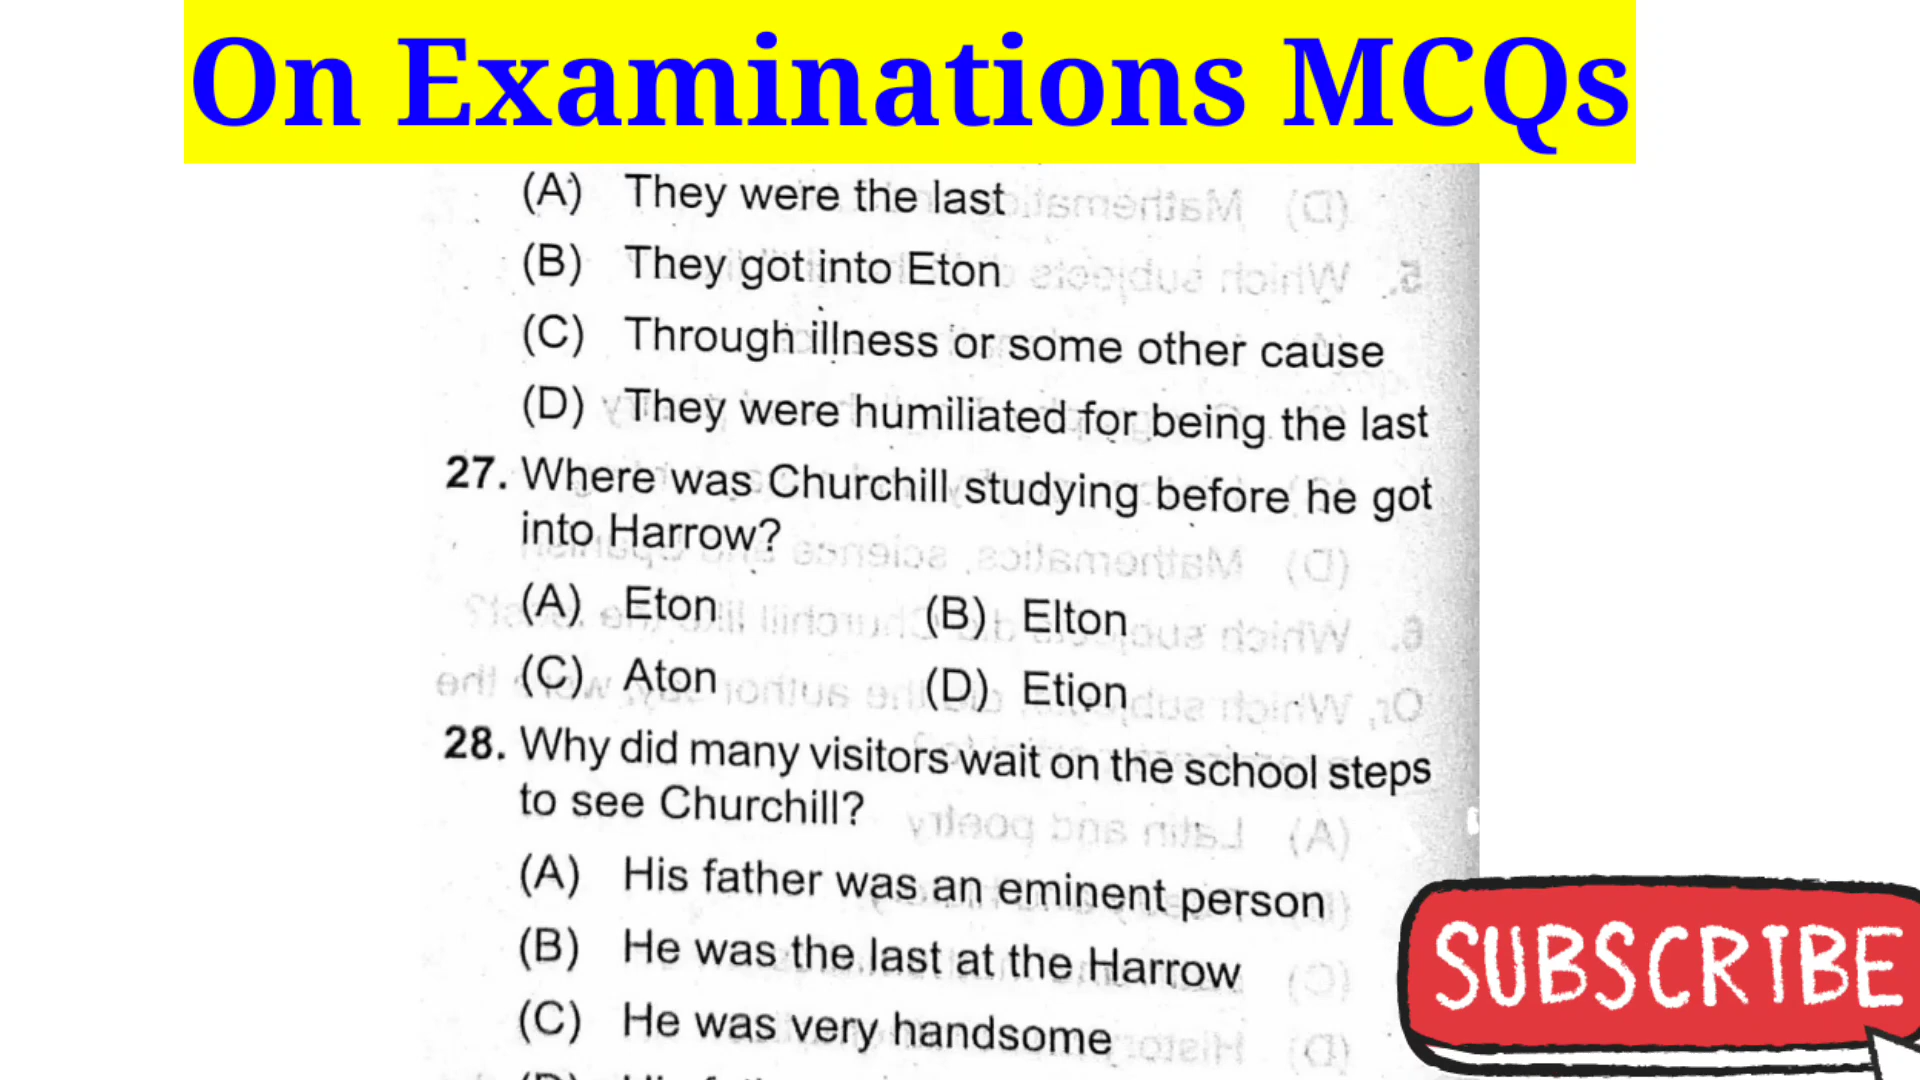 On Examinations MCQs
(A) They were the last
(B) They got into Eton
(C) Through illness or some other cause
(D) They were humiliated for being the last
27. Where was Churchill studying before he got
into Harrow?
(A) Eton (B) Elton
(C) Aton (D) Etion
28. Why did many visitors wait on the school steps
to see Churchill?
(A) His father was an eminent person
(B) He was the last at the Harrow
(C) He was very handsome
SUBSCRIBE